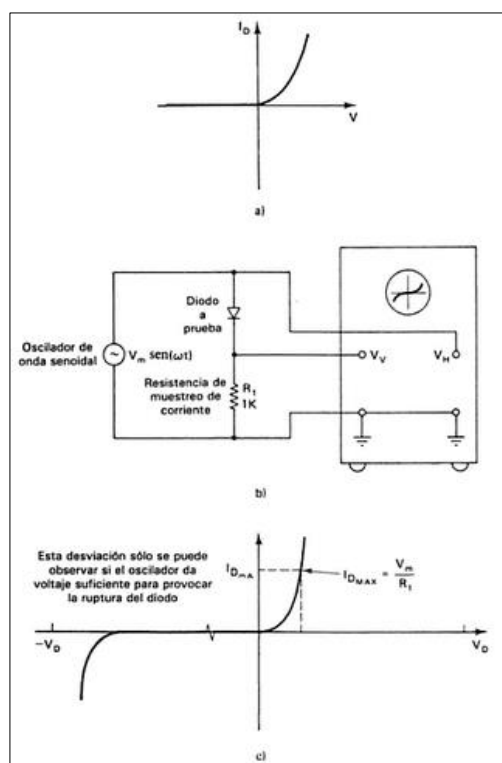 I_D
V
a)
Diodo
a
prueba
Oscilador de
onda senoidal
V_m sen(ωt)
Resistencia de
muestreo de
corriente
R_1
1K
V_V
V_H
b)
Esta desviación sólo se puede
observar si el oscilador da
voltaje suficiente para provocar
la ruptura del diodo
I_DmA
I_DMAX = V_m / R_1
−V_D
V_D
c)